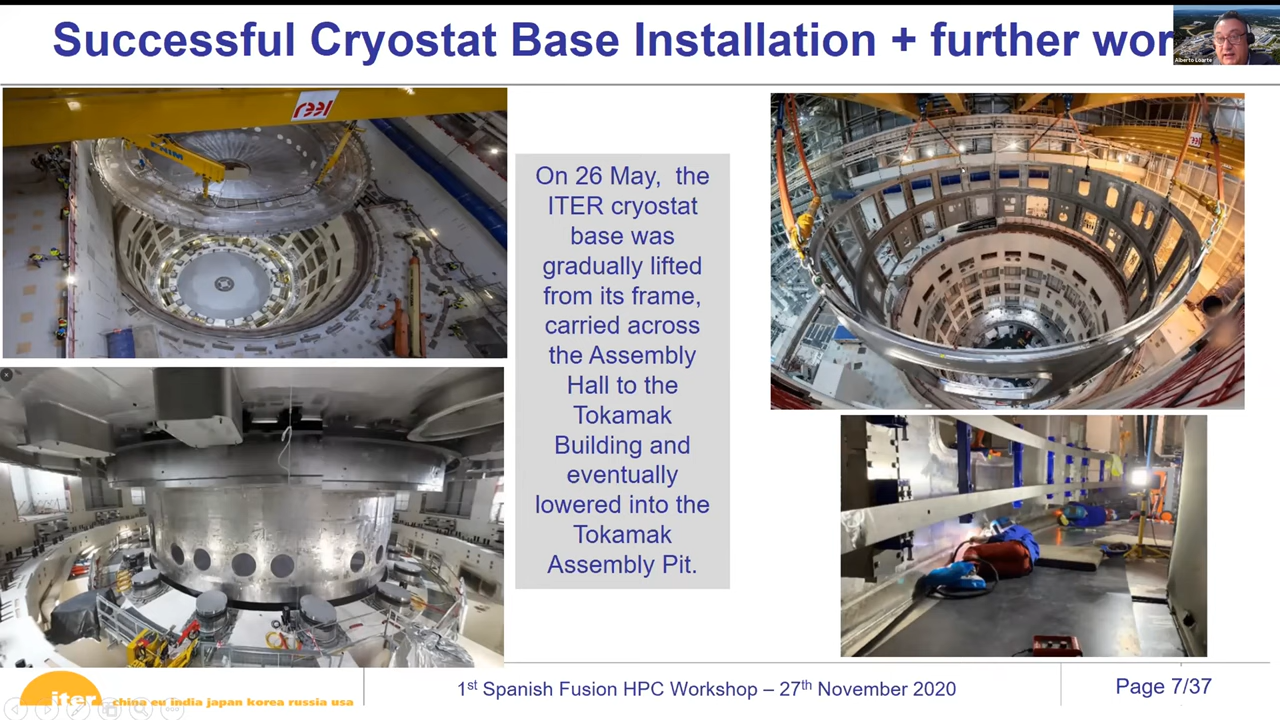 Successful Cryostat Base Installation + further wor
Alberto Loarte
On 26 May, the
ITER cryostat
base was
gradually lifted
from its frame,
carried across
the Assembly
Hall to the
Tokamak
Building and
eventually
lowered into the
Tokamak
Assembly Pit.
iter
china eu india japan korea russia usa
1st Spanish Fusion HPC Workshop – 27th November 2020
Page 7/37